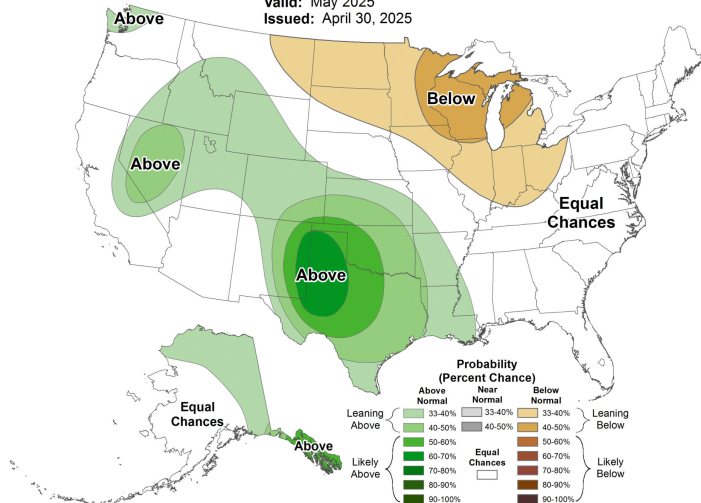 Valid: May 2025
Issued: April 30, 2025
Above
Below
Above
Equal
Chances
Above
Equal
Chances
Above
Probability
(Percent Chance)
Above
Normal
Near
Normal
Below
Normal
Leaning
Above
33-40%
33-40%
33-40%
Leaning
Below
40-50%
40-50%
40-50%
Likely
Above
50-60%
50-60%
Likely
Below
60-70%
60-70%
70-80%
70-80%
80-90%
80-90%
90-100%
90-100%
Equal
Chances